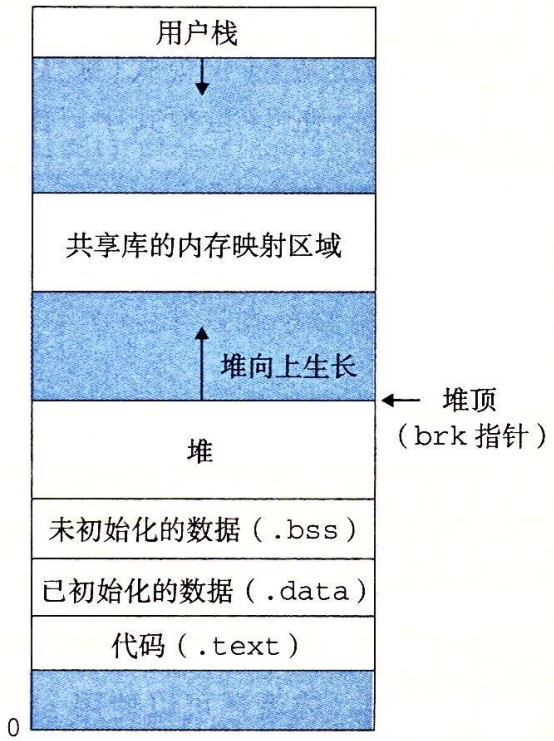 用户栈
共享库的内存映射区域
堆向上生长
堆顶
（brk 指针）
堆
未初始化的数据（.bss）
已初始化的数据（.data）
代码（.text）
0